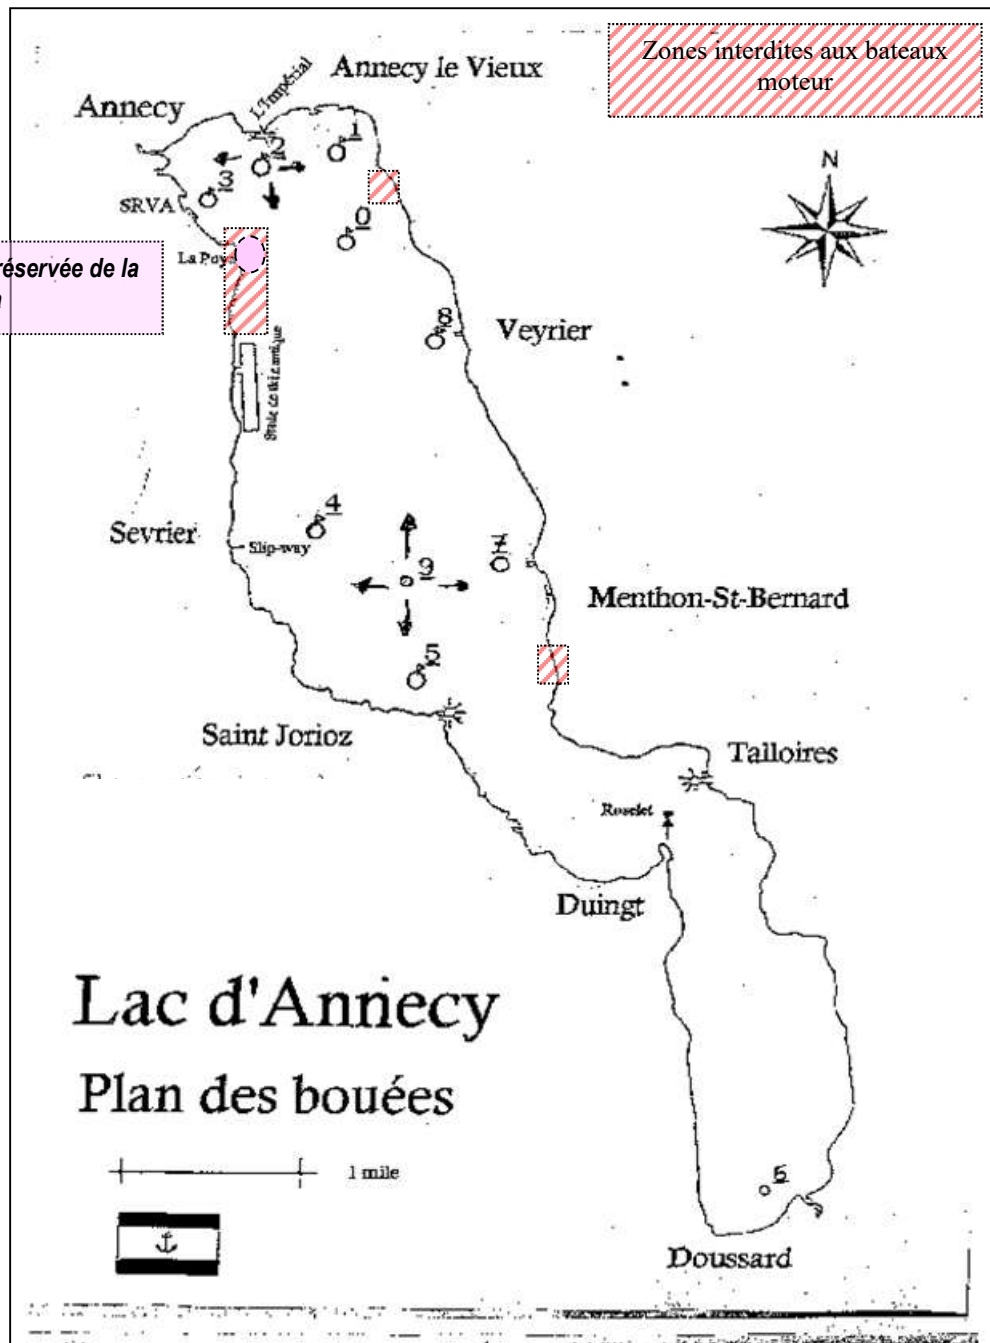 Zones interdites aux bateaux
moteur
Annecy le Vieux
L'Impérial
Annecy
1
2
3
SRVA
0
N
La Puya
réservée de la
8
Veyrier
4
Sevrier
Slip-way
9
7
Menthon-St-Bernard
5
Saint Jorioz
Talloires
Roselet
Duingt
Lac d'Annecy
Plan des bouées
1 mile
6
Doussard